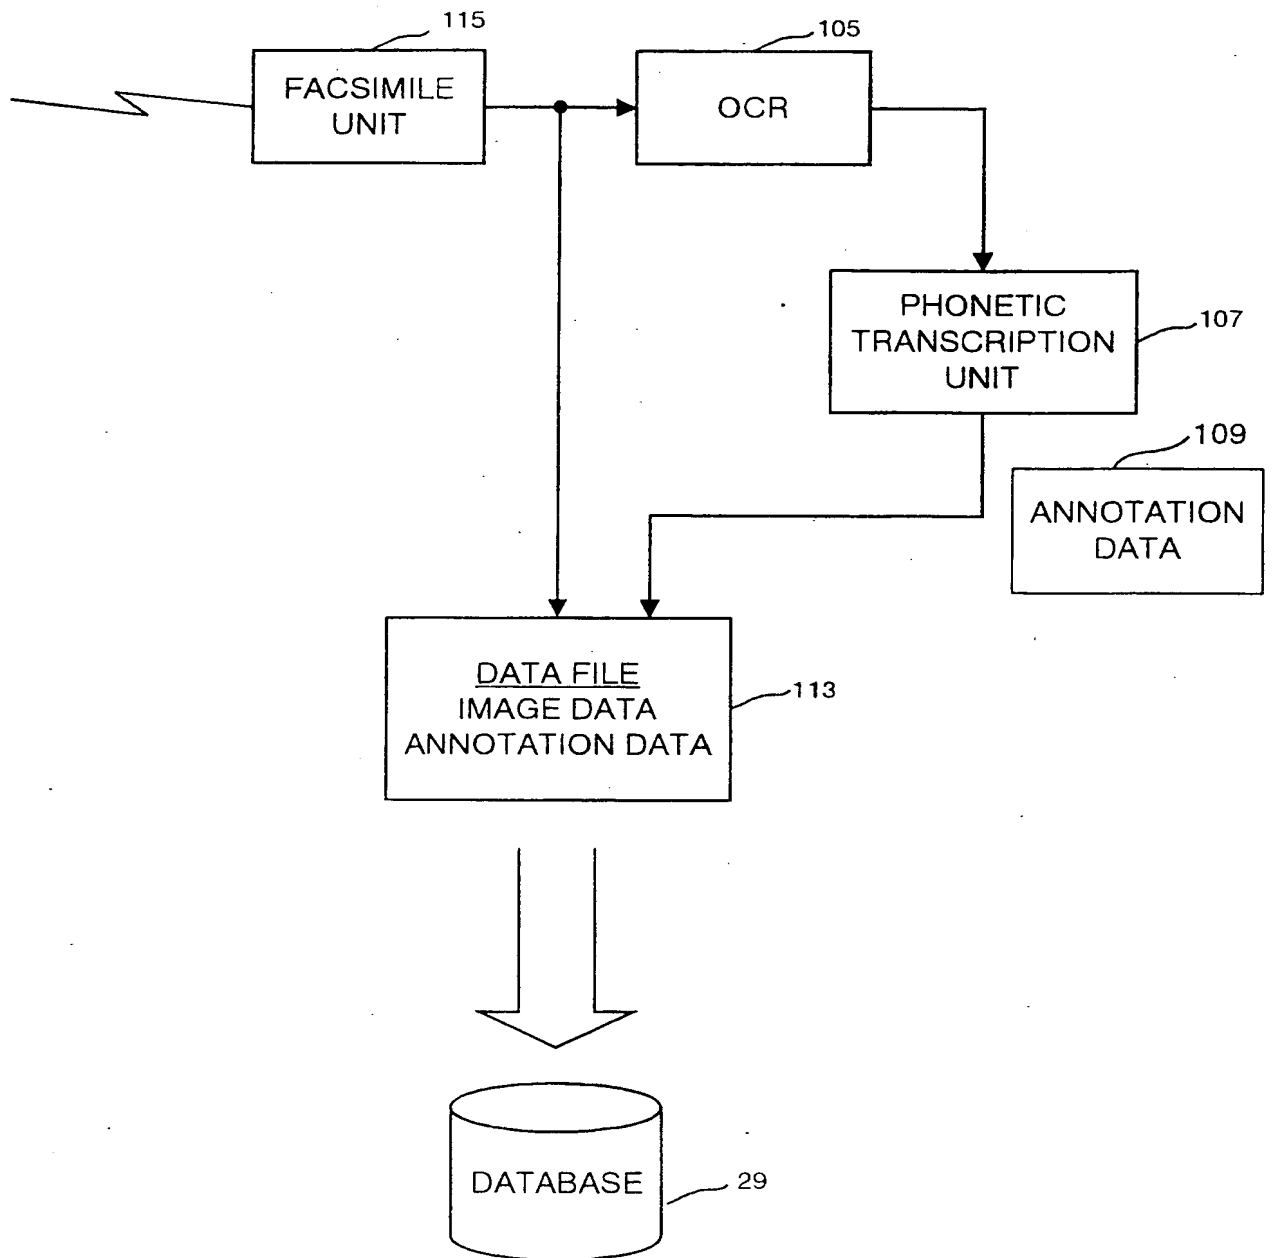 115
FACSIMILE
UNIT
105
OCR
PHONETIC
TRANSCRIPTION
UNIT
107
109
ANNOTATION
DATA
DATA FILE
IMAGE DATA
ANNOTATION DATA
113
DATABASE
29